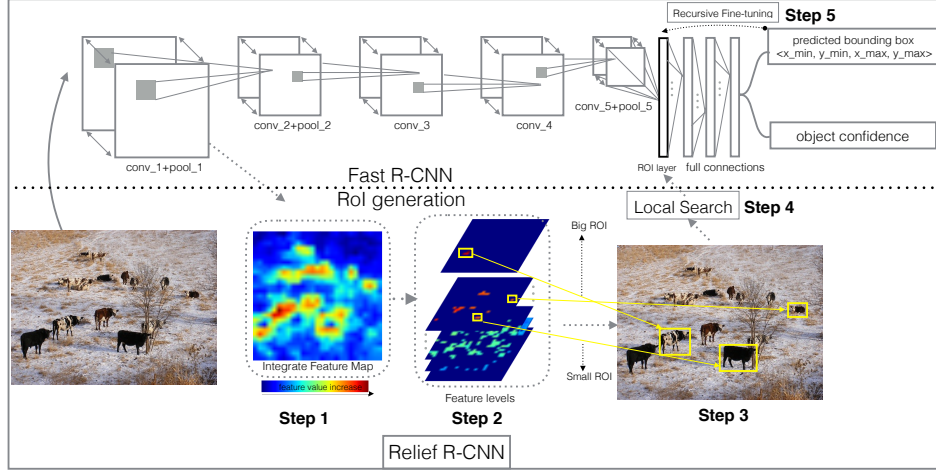 Recursive Fine-tuning
Step 5
predicted bounding box
<x_min, y_min, x_max, y_max>
conv_1+pool_1
conv_2+pool_2
conv_3
conv_4
conv_5+pool_5
ROI layer
full connections
object confidence
Fast R-CNN
RoI generation
Local Search
Step 4
Integrate Feature Map
feature value increase
Step 1
Feature levels
Step 2
Big ROI
Small ROI
Step 3
Relief R-CNN